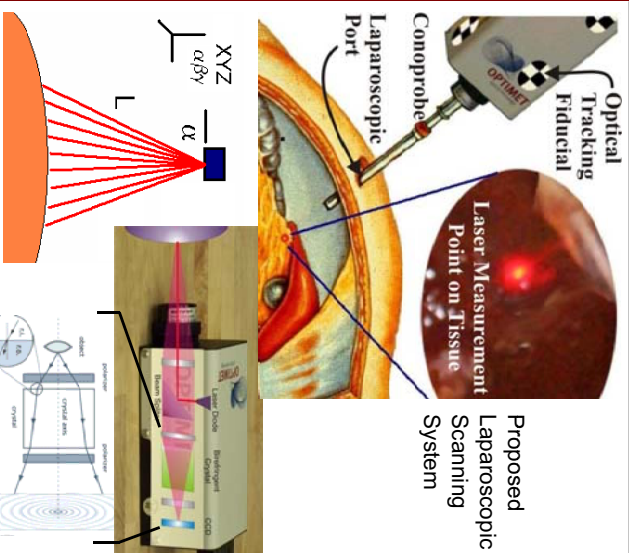 Optical
Tracking
Fiducial
OPTIMET
Conoprobe
Laparoscopic
Port
Laser Measurement
Point on Tissue
Proposed
Laparoscopic
Scanning
System
XYZ
αβγ
α
L
OPTIMET
Laser Diode
Beam Splitter
Birefringent
Crystal
CCD
object
polarizer
crystal axis
crystal
polarizer